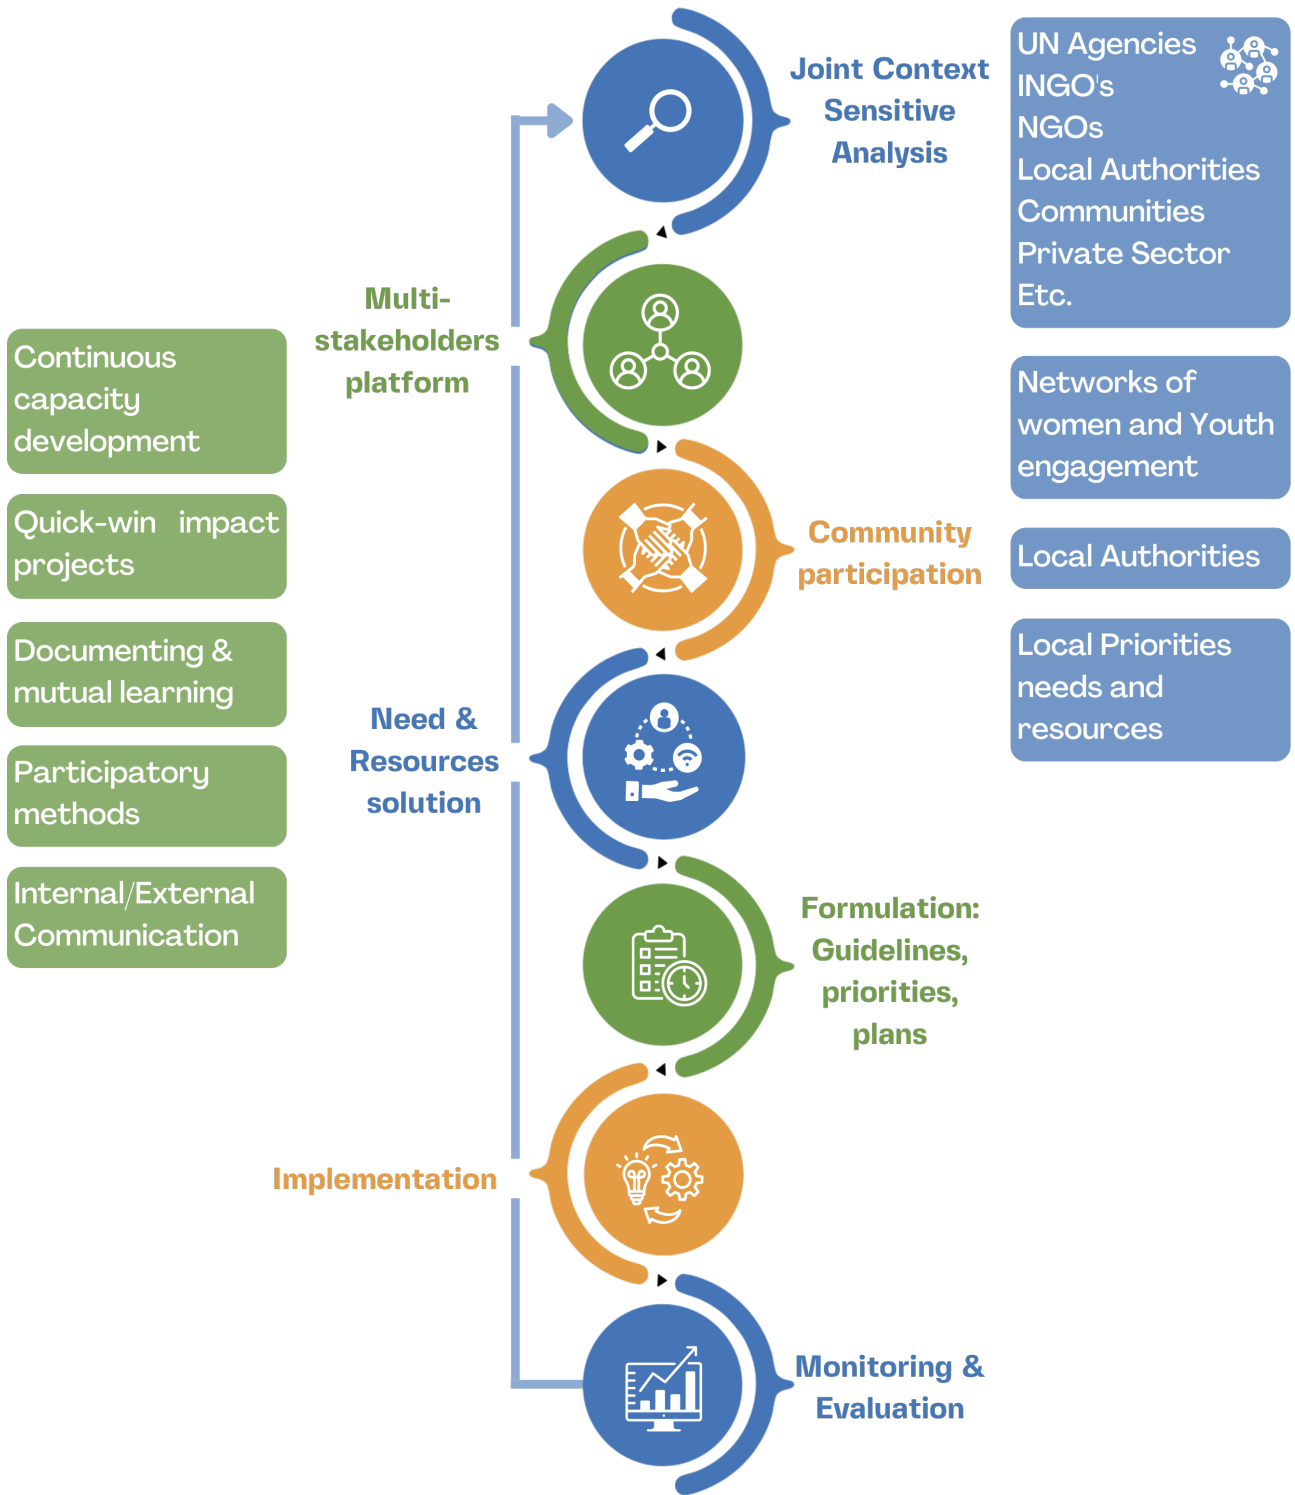 Joint Context
Sensitive
Analysis
Multi-
stakeholders
platform
Community
participation
Need &
Resources
solution
Formulation:
Guidelines,
priorities,
plans
Implementation
Monitoring &
Evaluation
Continuous
capacity
development
Quick-win impact
projects
Documenting &
mutual learning
Participatory
methods
Internal/External
Communication
UN Agencies
INGO's
NGOs
Local Authorities
Communities
Private Sector
Etc.
Networks of
women and Youth
engagement
Local Authorities
Local Priorities
needs and
resources